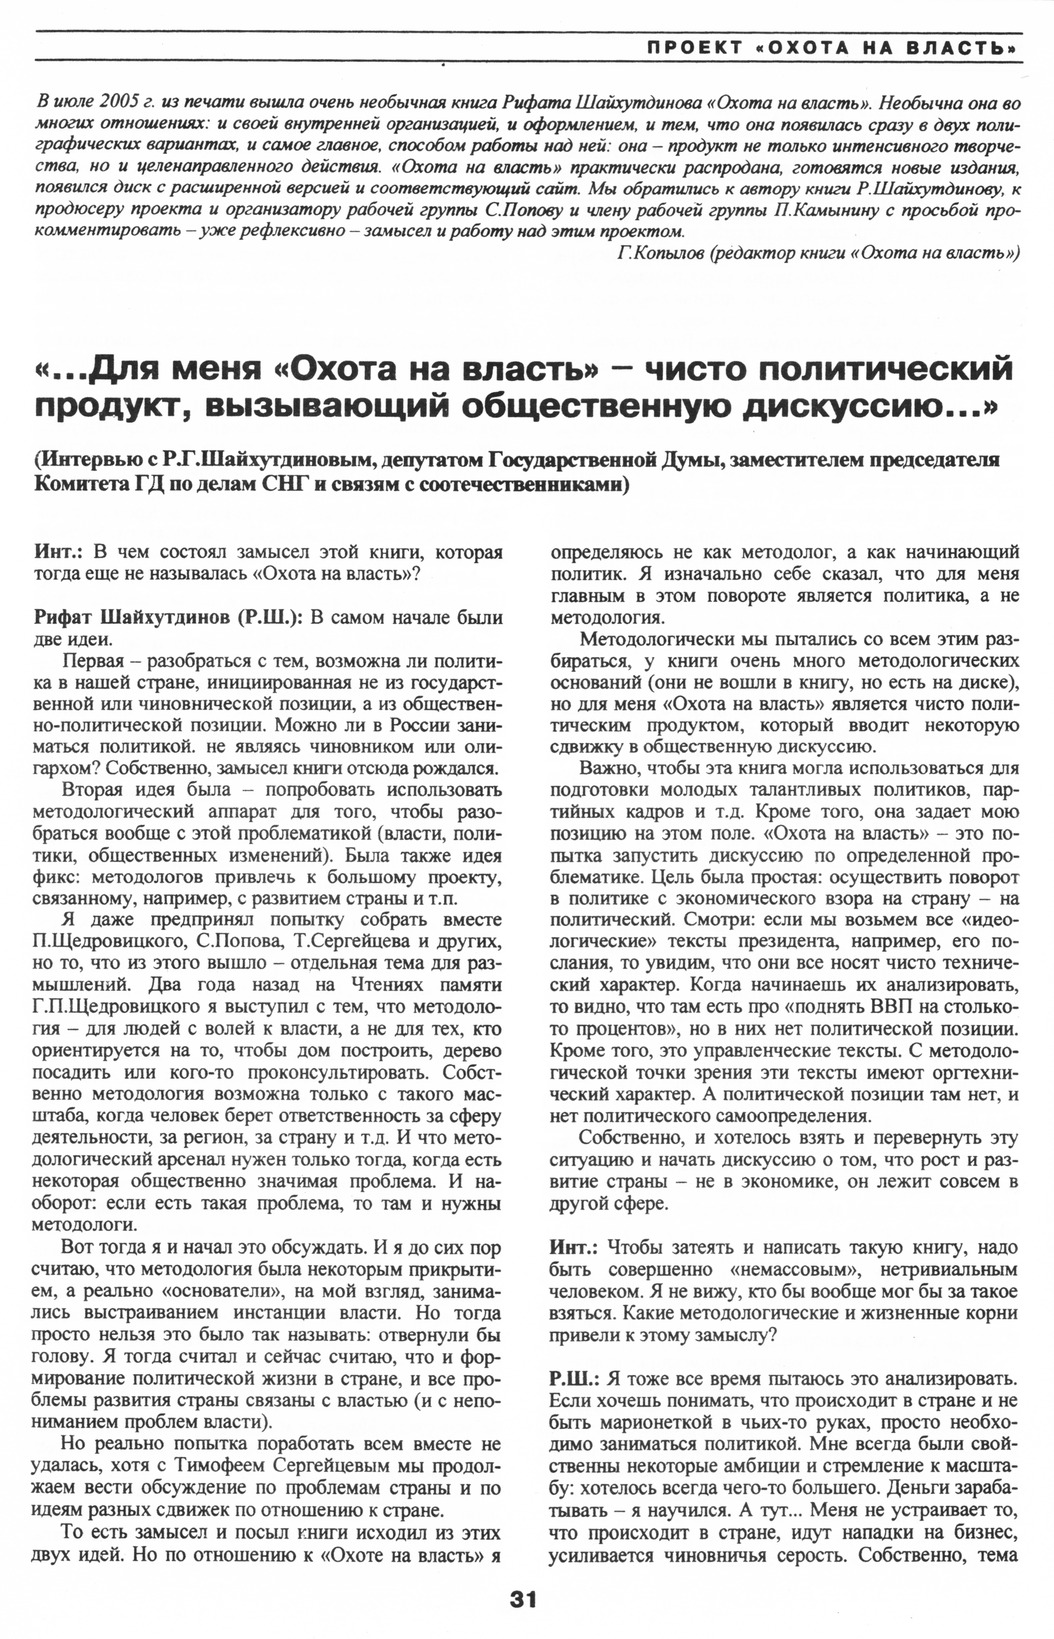 ПРОЕКТ «ОХОТА НА ВЛАСТЬ»
В июле 2005 г. из печати вышла очень необычная книга Рифата Шайхутдинова «Охота на власть». Необычна она во
многих отношениях: и своей внутренней организацией, и оформлением, и тем, что она появилась сразу в двух поли-
графических вариантах, и самое главное, способом работы над ней: она – продукт не только интенсивного творче-
ства, но и целенаправленного действия. «Охота на власть» практически распродана, готовятся новые издания,
появился диск с расширенной версией и соответствующий сайт. Мы обратились к автору книги Р.Шайхутдинову, к
продюсеру проекта и организатору рабочей группы С.Попову и члену рабочей группы П.Камынину с просьбой про-
комментировать – уже рефлексивно – замысел и работу над этим проектом.
Г.Копылов (редактор книги «Охота на власть»)
«...Для меня «Охота на власть» – чисто политический
продукт, вызывающий общественную дискуссию...»
(Интервью с Р.Г.Шайхутдиновым, депутатом Государственной Думы, заместителем председателя
Комитета ГД по делам СНГ и связям с соотечественниками)
Инт.: В чем состоял замысел этой книги, которая
тогда еще не называлась «Охота на власть»?
Рифат Шайхутдинов (Р.Ш.): В самом начале были
две идеи.
Первая – разобраться с тем, возможна ли полити-
ка в нашей стране, инициированная не из государст-
венной или чиновнической позиции, а из обществен-
но-политической позиции. Можно ли в России зани-
маться политикой. не являясь чиновником или оли-
гархом? Собственно, замысел книги отсюда рождался.
Вторая идея была – попробовать использовать
методологический аппарат для того, чтобы разо-
браться вообще с этой проблематикой (власти, поли-
тики, общественных изменений). Была также идея
фикс: методологов привлечь к большому проекту,
связанному, например, с развитием страны и т.п.
Я даже предпринял попытку собрать вместе
П.Щедровицкого, С.Попова, Т.Сергейцева и других,
но то, что из этого вышло – отдельная тема для раз-
мышлений. Два года назад на Чтениях памяти
Г.П.Щедровицкого я выступил с тем, что методоло-
гия – для людей с волей к власти, а не для тех, кто
ориентируется на то, чтобы дом построить, дерево
посадить или кого-то проконсультировать. Собст-
венно методология возможна только с такого мас-
штаба, когда человек берет ответственность за сферу
деятельности, за регион, за страну и т.д. И что мето-
дологический арсенал нужен только тогда, когда есть
некоторая общественно значимая проблема. И на-
оборот: если есть такая проблема, то там и нужны
методологи.
Вот тогда я и начал это обсуждать. И я до сих пор
считаю, что методология была некоторым прикрыти-
ем, а реально «основатели», на мой взгляд, занима-
лись выстраиванием инстанции власти. Но тогда
просто нельзя это было так называть: отвернули бы
голову. Я тогда считал и сейчас считаю, что и фор-
мирование политической жизни в стране, и все про-
блемы развития страны связаны с властью (и с непо-
ниманием проблем власти).
Но реально попытка поработать всем вместе не
удалась, хотя с Тимофеем Сергейцевым мы продол-
жаем вести обсуждение по проблемам страны и по
идеям разных сдвижек по отношению к стране.
То есть замысел и посыл книги исходил из этих
двух идей. Но по отношению к «Охоте на власть» я
определяюсь не как методолог, а как начинающий
политик. Я изначально себе сказал, что для меня
главным в этом повороте является политика, а не
методология.
Методологически мы пытались со всем этим раз-
бираться, у книги очень много методологических
оснований (они не вошли в книгу, но есть на диске),
но для меня «Охота на власть» является чисто поли-
тическим продуктом, который вводит некоторую
сдвижку в общественную дискуссию.
Важно, чтобы эта книга могла использоваться для
подготовки молодых талантливых политиков, пар-
тийных кадров и т.д. Кроме того, она задает мою
позицию на этом поле. «Охота на власть» – это по-
пытка запустить дискуссию по определенной про-
блематике. Цель была простая: осуществить поворот
в политике с экономического взора на страну – на
политический. Смотри: если мы возьмем все «идео-
логические» тексты президента, например, его по-
слания, то увидим, что они все носят чисто техниче-
ский характер. Когда начинаешь их анализировать,
то видно, что там есть про «поднять ВВП на столько-
то процентов», но в них нет политической позиции.
Кроме того, это управленческие тексты. С методоло-
гической точки зрения эти тексты имеют оргтехни-
ческий характер. А политической позиции там нет, и
нет политического самоопределения.
Собственно, и хотелось взять и перевернуть эту
ситуацию и начать дискуссию о том, что рост и раз-
витие страны – не в экономике, он лежит совсем в
другой сфере.
Инт.: Чтобы затеять и написать такую книгу, надо
быть совершенно «немассовым», нетривиальным
человеком. Я не вижу, кто бы вообще мог бы за такое
взяться. Какие методологические и жизненные корни
привели к этому замыслу?
Р.Ш.: Я тоже все время пытаюсь это анализировать.
Если хочешь понимать, что происходит в стране и не
быть марионеткой в чьих-то руках, просто необхо-
димо заниматься политикой. Мне всегда были свой-
ственны некоторые амбиции и стремление к масшта-
бу: хотелось всегда чего-то большего. Деньги зараба-
тывать – я научился. А тут... Меня не устраивает то,
что происходит в стране, идут нападки на бизнес,
усиливается чиновничья серость. Собственно, тема
31